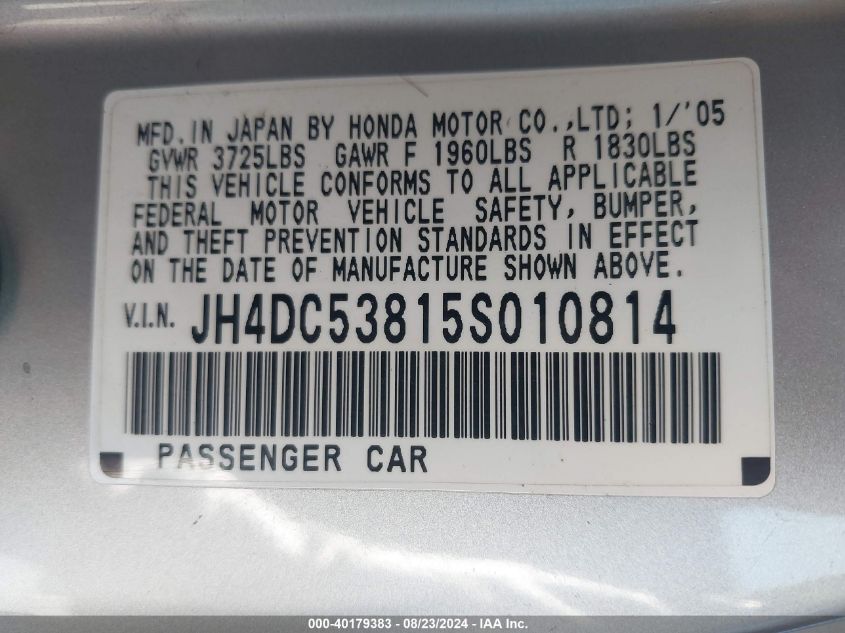 MFD. IN JAPAN BY HONDA MOTOR CO.,LTD; 1/'05
GVWR 3725LBS GAWR F 1960LBS R 1830LBS
THIS VEHICLE CONFORMS TO ALL APPLICABLE
FEDERAL MOTOR VEHICLE SAFETY, BUMPER,
AND THEFT PREVENTION STANDARDS IN EFFECT
ON THE DATE OF MANUFACTURE SHOWN ABOVE.
V.I.N. JH4DC53815S010814
PASSENGER CAR
000-40179383 - 08/23/2024 - IAA Inc.